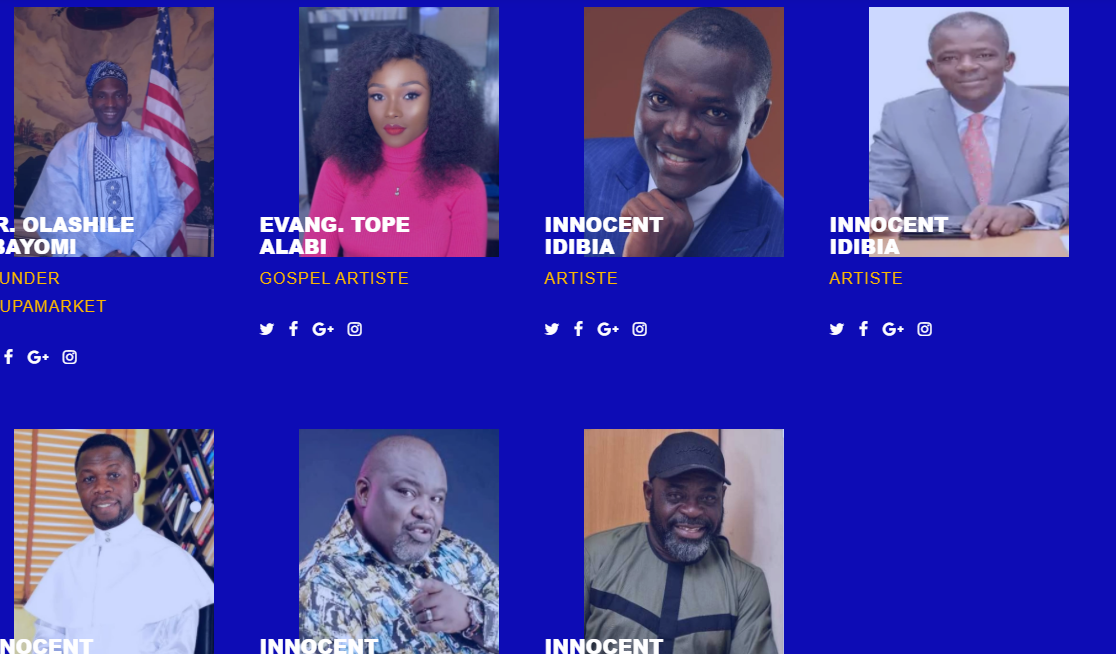 R. OLASHILE
BAYOMI
UNDER
UPAMARKET
EVANG. TOPE
ALABI
GOSPEL ARTISTE
INNOCENT
IDIBIA
ARTISTE
INNOCENT
IDIBIA
ARTISTE
NOCENT
INNOCENT
INNOCENT